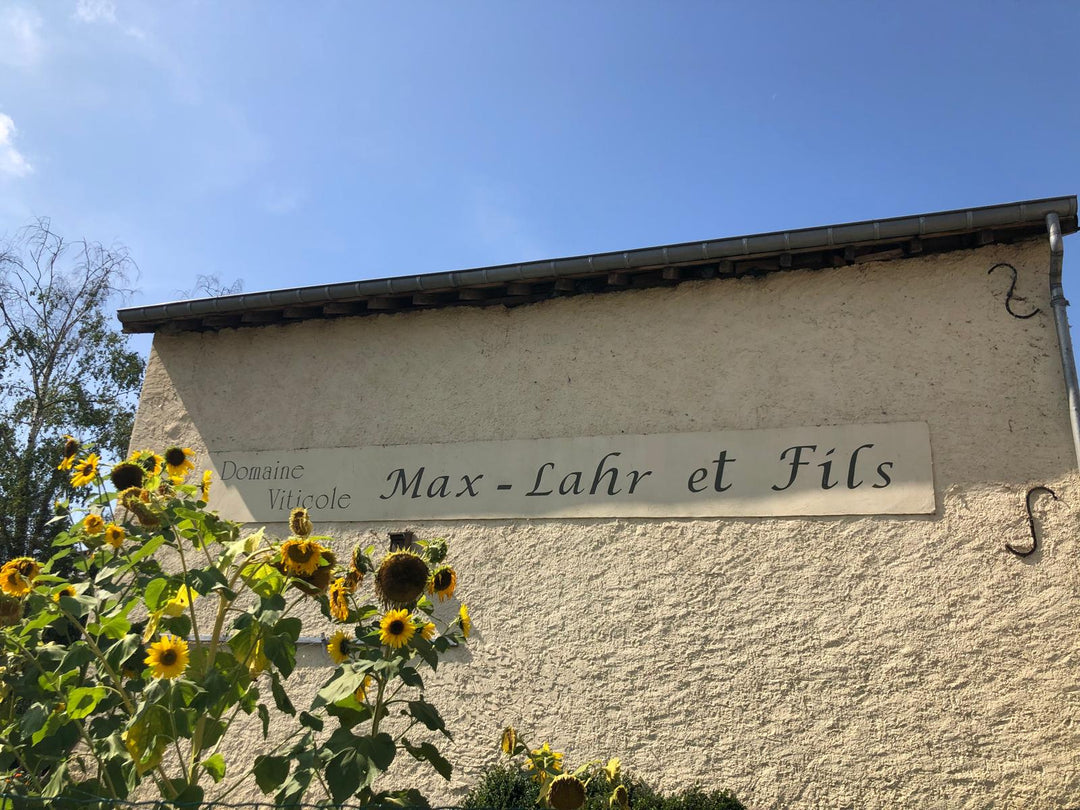 Domaine
Viticole
Max-Lahr et Fils